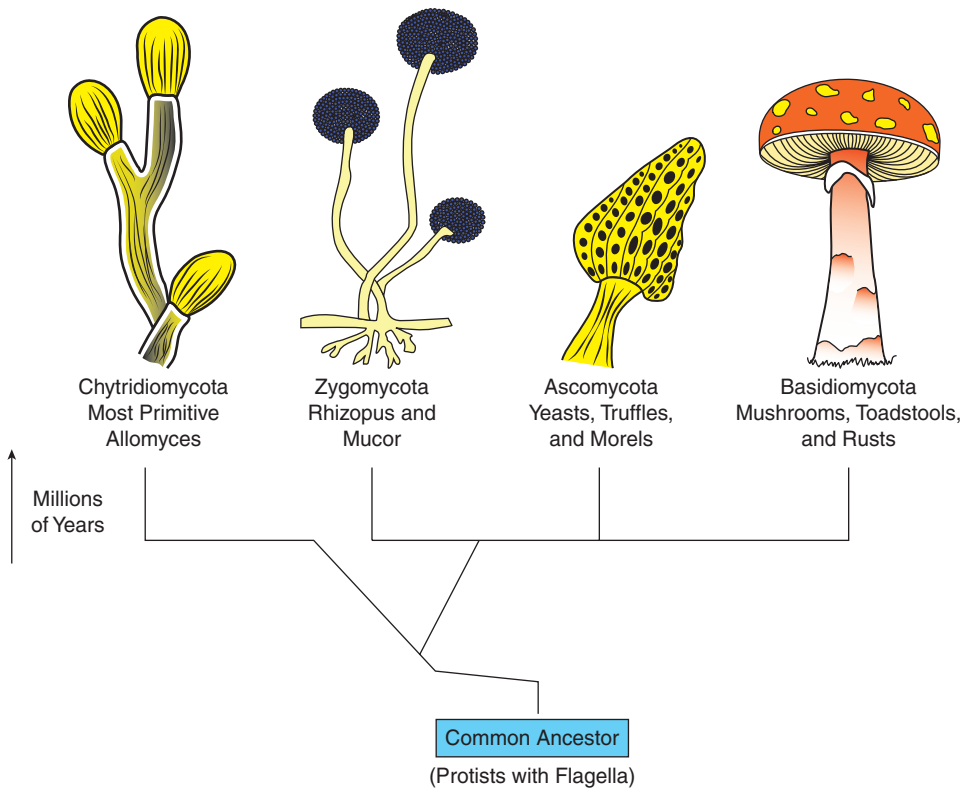 Chytridiomycota
Most Primitive
Allomyces
Zygomycota
Rhizopus and
Mucor
Ascomycota
Yeasts, Truffles,
and Morels
Basidiomycota
Mushrooms, Toadstools,
and Rusts
Millions
of Years
Common Ancestor
(Protists with Flagella)